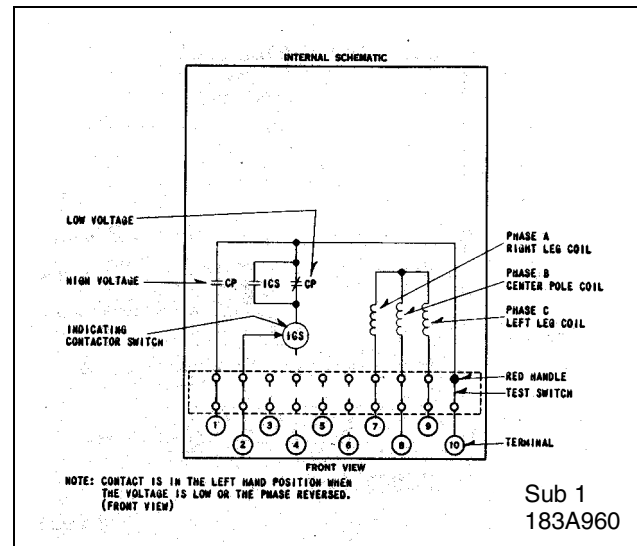 INTERNAL SCHEMATIC
LOW VOLTAGE
HIGH VOLTAGE
CP
ICS
CP
INDICATING
CONTACTOR SWITCH
ICS
PHASE A
RIGHT LEG COIL
PHASE B
CENTER POLE COIL
PHASE C
LEFT LEG COIL
RED HANDLE
TEST SWITCH
1
3
5
7
9
2
4
6
8
10
TERMINAL
FRONT VIEW
NOTE: CONTACT IS IN THE LEFT HAND POSITION WHEN
THE VOLTAGE IS LOW OR THE PHASE REVERSED.
(FRONT VIEW)
Sub 1
183A960